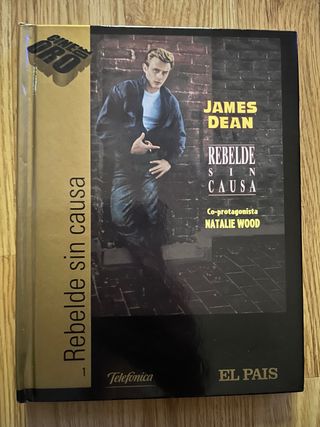 CINE DE ORO
JAMES
DEAN
REBELDE
SIN
CAUSA
Co-protagonista
NATALIE WOOD
1 Rebelde sin causa
Telefónica
EL PAIS